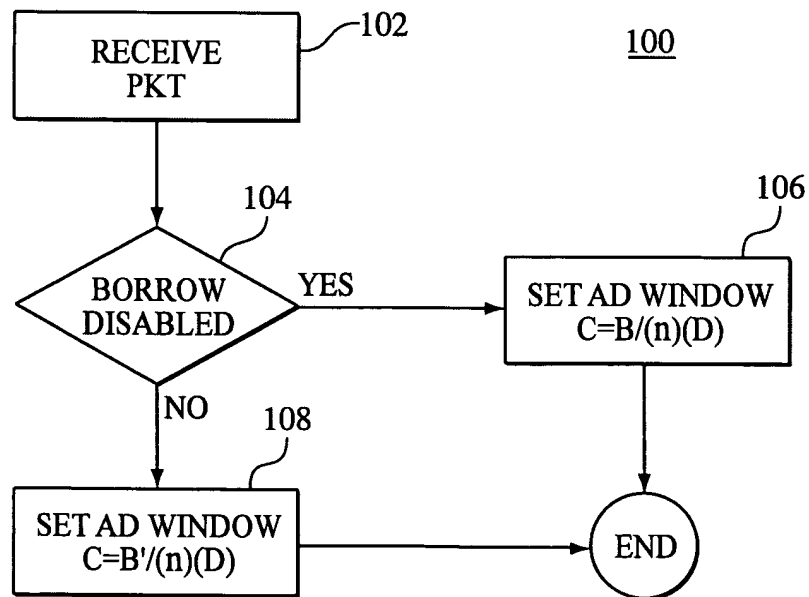 RECEIVE
PKT
102
100
104
BORROW
DISABLED
YES
106
SET AD WINDOW
C=B/(n)(D)
NO
108
SET AD WINDOW
C=B'/(n)(D)
END